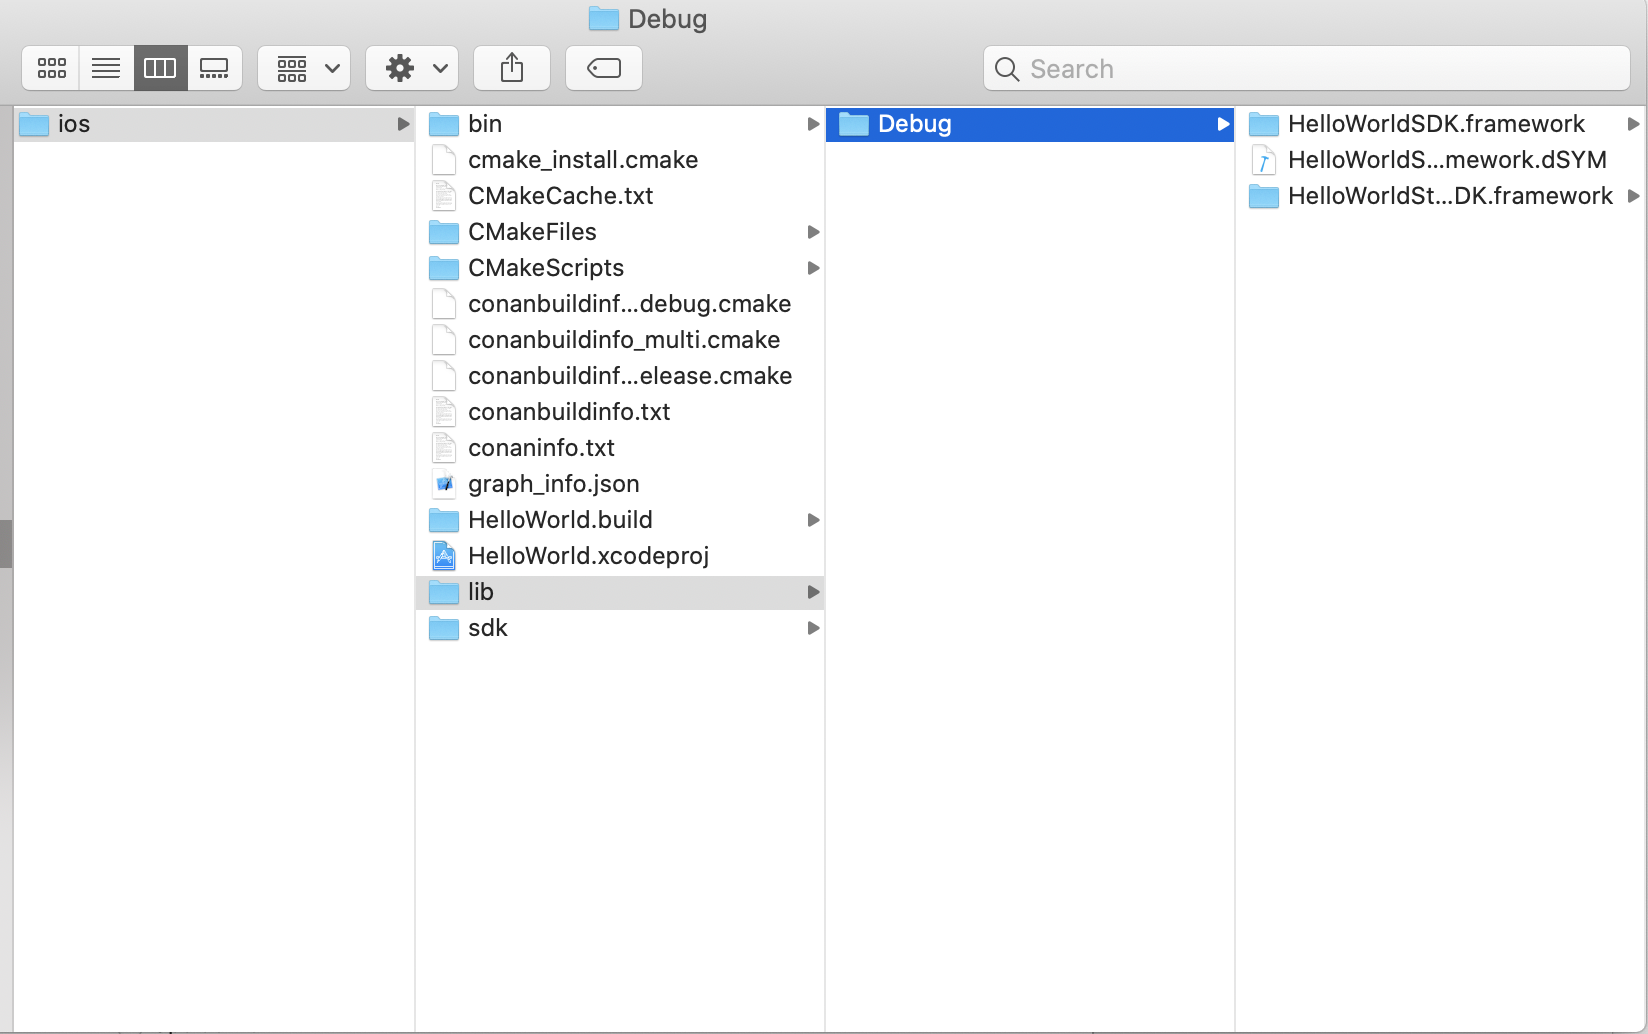 Debug
Search
ios
bin
cmake_install.cmake
CMakeCache.txt
CMakeFiles
CMakeScripts
conanbuildinf...debug.cmake
conanbuildinfo_multi.cmake
conanbuildinf...elease.cmake
conanbuildinfo.txt
conaninfo.txt
graph_info.json
HelloWorld.build
HelloWorld.xcodeproj
lib
sdk
Debug
HelloWorldSDK.framework
HelloWorldS...mework.dSYM
HelloWorldSt...DK.framework